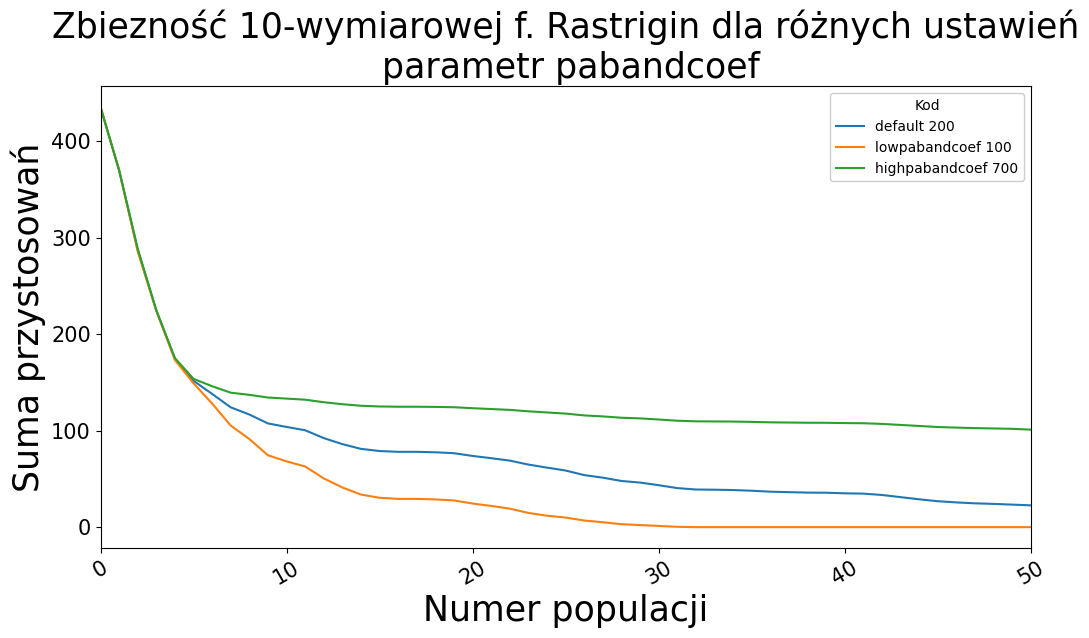 Zbiezność 10-wymiarowej f. Rastrigin dla różnych ustawień
parametr pabandcoef
Kod
default 200
lowpabandcoef 100
highpabandcoef 700
Suma przystosowań
400
300
200
100
0
0
10
20
30
40
50
Numer populacji